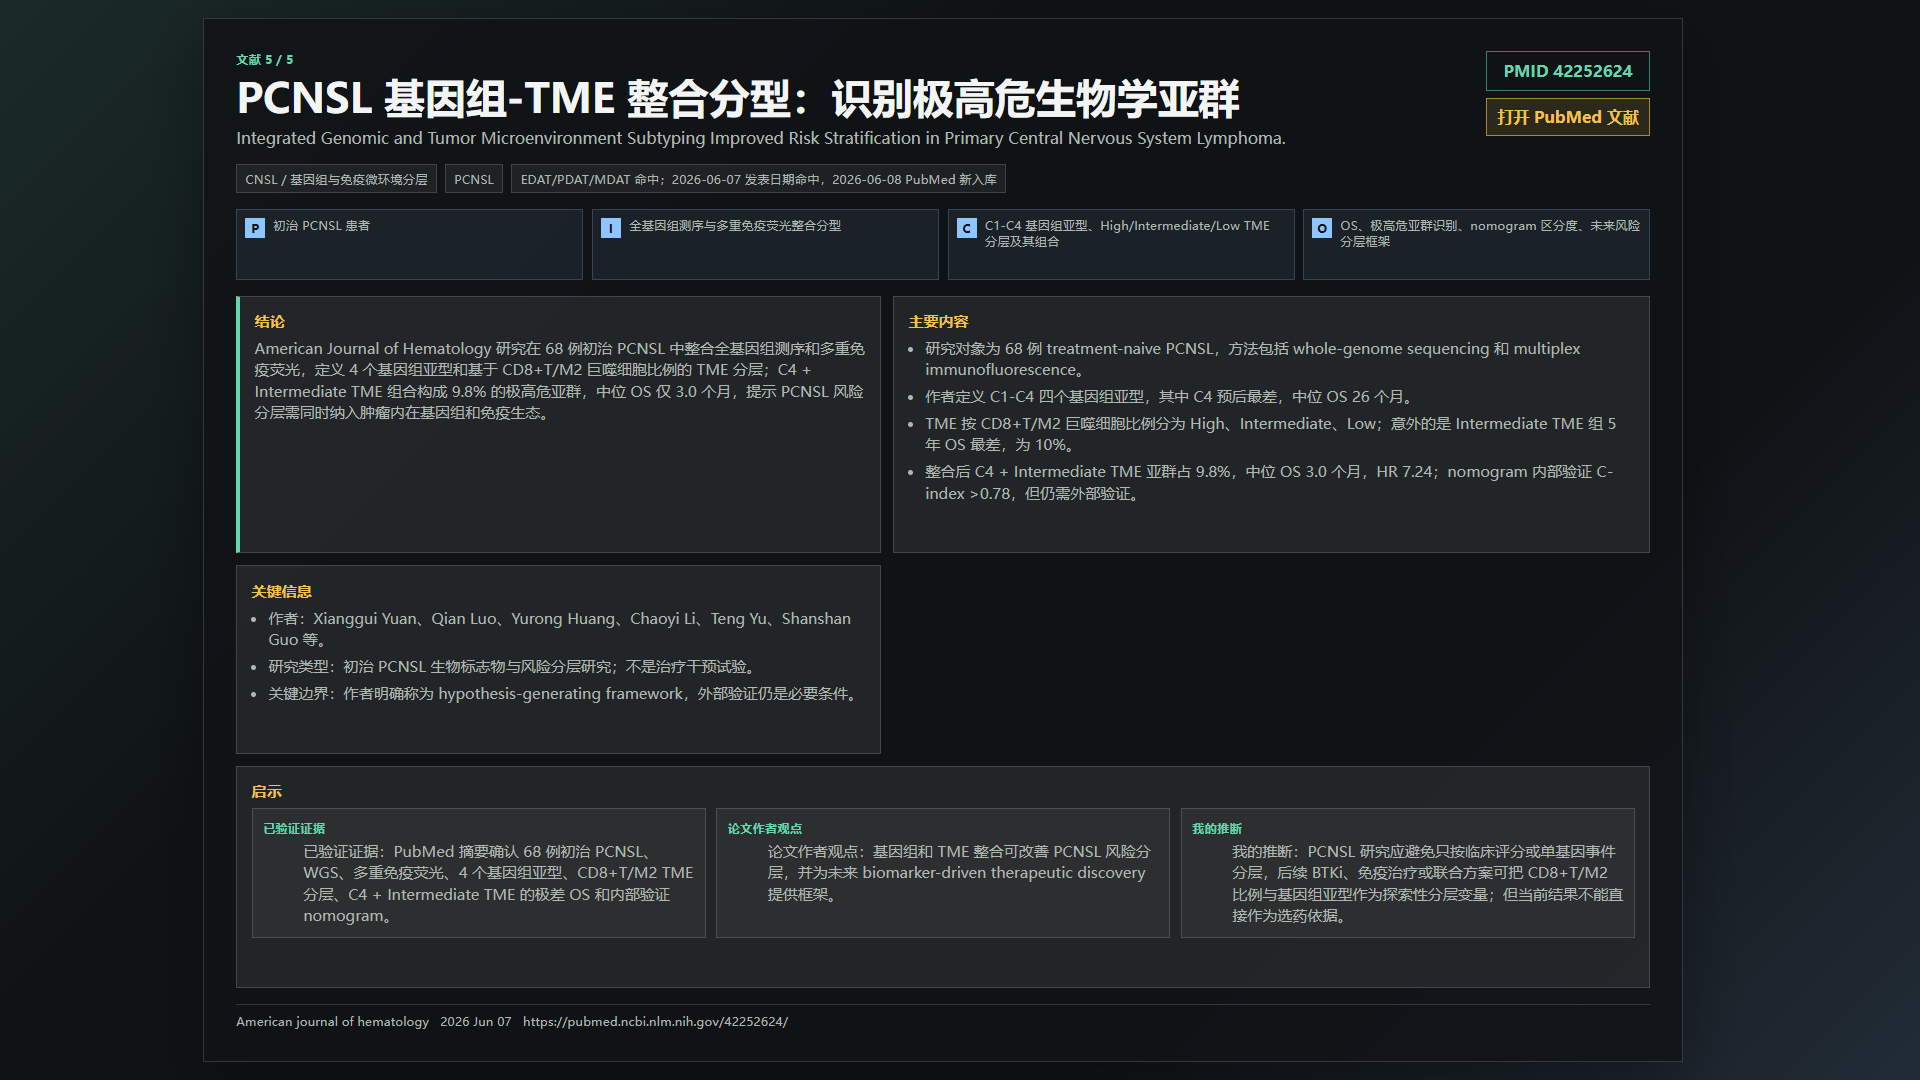 文献 5 / 5
PCNSL 基因组-TME 整合分型：识别极高危生物学亚群
Integrated Genomic and Tumor Microenvironment Subtyping Improved Risk Stratification in Primary Central Nervous System Lymphoma.
PMID 42252624
打开 PubMed 文献
CNSL / 基因组与免疫微环境分层
PCNSL
EDAT/PDAT/MDAT 命中；2026-06-07 发表日期命中，2026-06-08 PubMed 新入库
P
初治 PCNSL 患者
I
全基因组测序与多重免疫荧光整合分型
C
C1-C4 基因组亚型、High/Intermediate/Low TME
分层及其组合
O
OS、极高危亚群识别、nomogram 区分度、未来风险
分层框架
结论
American Journal of Hematology 研究在 68 例初治 PCNSL 中整合全基因组测序和多重免
疫荧光，定义 4 个基因组亚型和基于 CD8+T/M2 巨噬细胞比例的 TME 分层；C4 +
Intermediate TME 组合构成 9.8% 的极高危亚群，中位 OS 仅 3.0 个月，提示 PCNSL 风险
分层需同时纳入肿瘤内在基因组和免疫生态。
主要内容
• 研究对象为 68 例 treatment-naive PCNSL，方法包括 whole-genome sequencing 和 multiplex
immunofluorescence。
• 作者定义 C1-C4 四个基因组亚型，其中 C4 预后最差，中位 OS 26 个月。
• TME 按 CD8+T/M2 巨噬细胞比例分为 High、Intermediate、Low；意外的是 Intermediate TME 组 5
年 OS 最差，为 10%。
• 整合后 C4 + Intermediate TME 亚群占 9.8%，中位 OS 3.0 个月，HR 7.24；nomogram 内部验证 C-
index >0.78，但仍需外部验证。
关键信息
• 作者：Xianggui Yuan、Qian Luo、Yurong Huang、Chaoyi Li、Teng Yu、Shanshan
Guo 等。
• 研究类型：初治 PCNSL 生物标志物与风险分层研究；不是治疗干预试验。
• 关键边界：作者明确称为 hypothesis-generating framework，外部验证仍是必要条件。
启示
已验证证据
已验证证据：PubMed 摘要确认 68 例初治 PCNSL、
WGS、多重免疫荧光、4 个基因组亚型、CD8+T/M2 TME
分层、C4 + Intermediate TME 的极差 OS 和内部验证
nomogram。
论文作者观点
论文作者观点：基因组和 TME 整合可改善 PCNSL 风险分
层，并为未来 biomarker-driven therapeutic discovery
提供框架。
我的推断
我的推断：PCNSL 研究应避免只按临床评分或单基因事件
分层，后续 BTKi、免疫治疗或联合方案可把 CD8+T/M2
比例与基因组亚型作为探索性分层变量；但当前结果不能直
接作为选药依据。
American journal of hematology 2026 Jun 07 https://pubmed.ncbi.nlm.nih.gov/42252624/